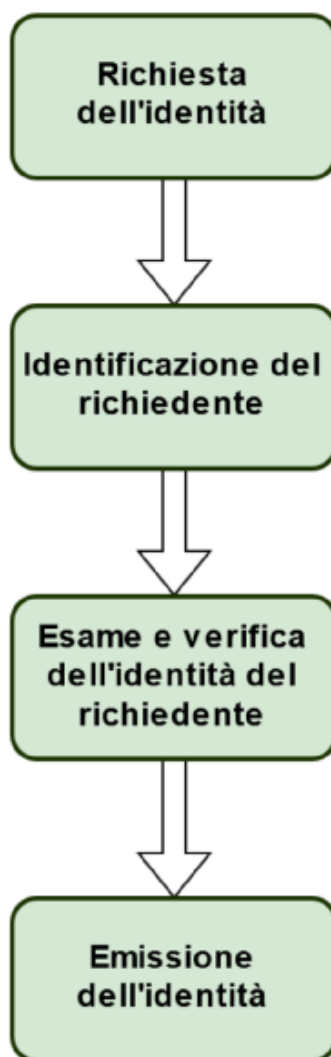 Richiesta
dell'identità
Identificazione del
richiedente
Esame e verifica
dell'identità del
richiedente
Emissione
dell'identità